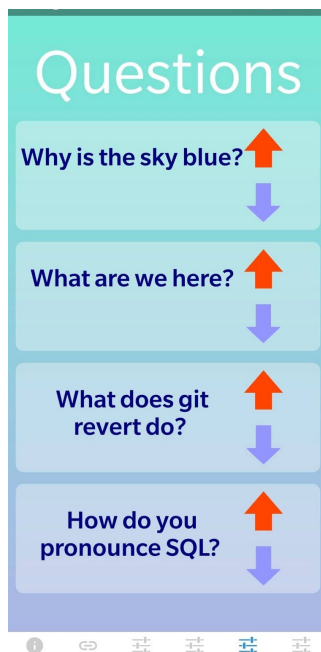 Questions
Why is the sky blue?
What are we here?
What does git
revert do?
How do you
pronounce SQL?